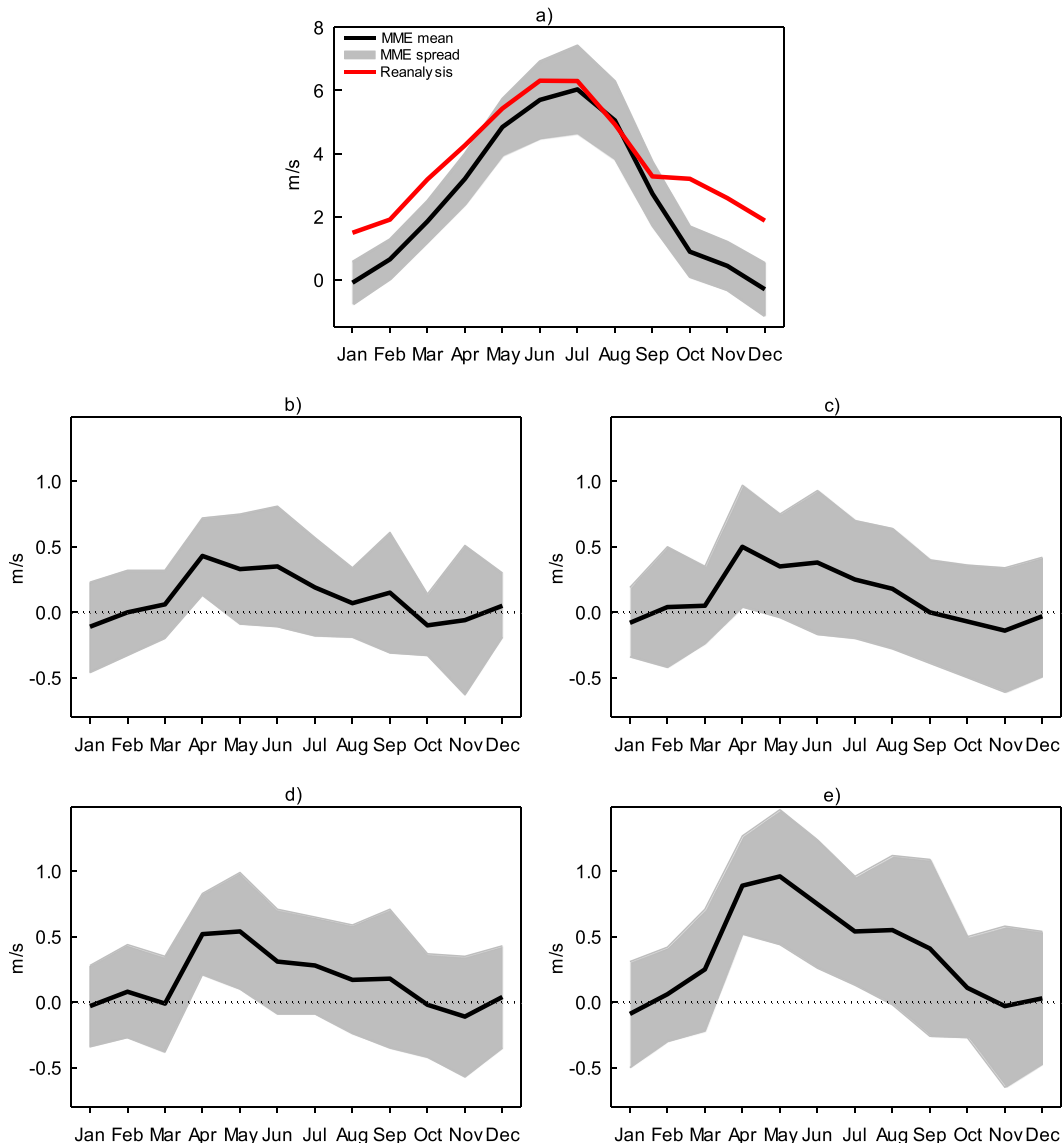 a)
8
MME mean
MME spread
Reanalysis
6
4
m/s
2
0
Jan Feb Mar Apr May Jun Jul Aug Sep Oct Nov Dec
b)
1.0
0.5
m/s
0.0
-0.5
Jan Feb Mar Apr May Jun Jul Aug Sep Oct Nov Dec
c)
1.0
0.5
m/s
0.0
-0.5
Jan Feb Mar Apr May Jun Jul Aug Sep Oct Nov Dec
d)
1.0
0.5
m/s
0.0
-0.5
Jan Feb Mar Apr May Jun Jul Aug Sep Oct Nov Dec
e)
1.0
0.5
m/s
0.0
-0.5
Jan Feb Mar Apr May Jun Jul Aug Sep Oct Nov Dec